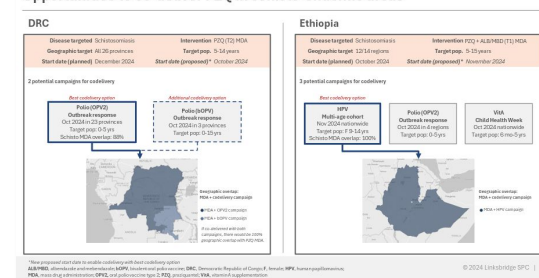 DRC
Disease targeted Schistosomiasis Intervention PZQ (T2) MDA
Geographic target All 26 provinces Target pop. 5-14 years
Start date (planned) December 2024 Start date (proposed)* October 2024
2 potential campaigns for codelivery
Best codelivery option
Polio (OPV2)
Outbreak response
Oct 2024 in 23 provinces
Target pop: 0-5 yrs
Schisto MDA overlap: 88%
Additional codelivery option
Polio (bOPV)
Outbreak response
Oct 2024 in 3 provinces
Target pop: 0-15 yrs
Geographic overlap:
MDA + codelivery campaign
MDA + OPV2 campaign
MDA + bOPV campaign
If co-delivered with both
campaigns, there would be 100%
geographic overlap with PZQ MDA
Ethiopia
Disease targeted Schistosomiasis Intervention PZQ + ALB/MBD (T1) MDA
Geographic target 12/14 regions Target pop. 5-15 years
Start date (planned) December 2024 Start date (proposed)* November 2024
3 potential campaigns for codelivery
Best codelivery option
HPV
Multi-age cohort
Nov 2024 nationwide
Target pop: F 9-14 yrs
Schisto MDA overlap: 100%
Polio (OPV2)
Outbreak response
Oct 2024 in 4 regions
Target pop: 0-5 yrs
VitA
Child Health Week
Oct 2024 nationwide
Target pop: 6 mo-5 yrs
Geographic overlap:
MDA + codelivery campaign
MDA + HPV campaign
*New proposed start date to enable codelivery with best codelivery option
ALB/MBD, albendazole and mebendazole; bOPV, bivalent oral polio vaccine; DRC, Democratic Republic of Congo; F, female; HPV, human papillomavirus;
MDA, mass drug administration; OPV2, oral polio vaccine type 2; PZQ, praziquantel; VitA, vitamin A supplementation
© 2024 Linksbridge SPC |